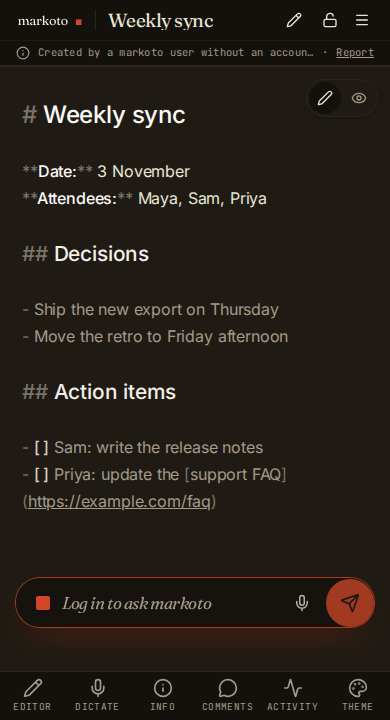 markoto Weekly sync
Created by a markoto user without an accoun… · Report
# Weekly sync
**Date:** 3 November
**Attendees:** Maya, Sam, Priya
## Decisions
- Ship the new export on Thursday
- Move the retro to Friday afternoon
## Action items
- [ ] Sam: write the release notes
- [ ] Priya: update the [support FAQ]
(https://example.com/faq)
Log in to ask markoto
EDITOR DICTATE INFO COMMENTS ACTIVITY THEME